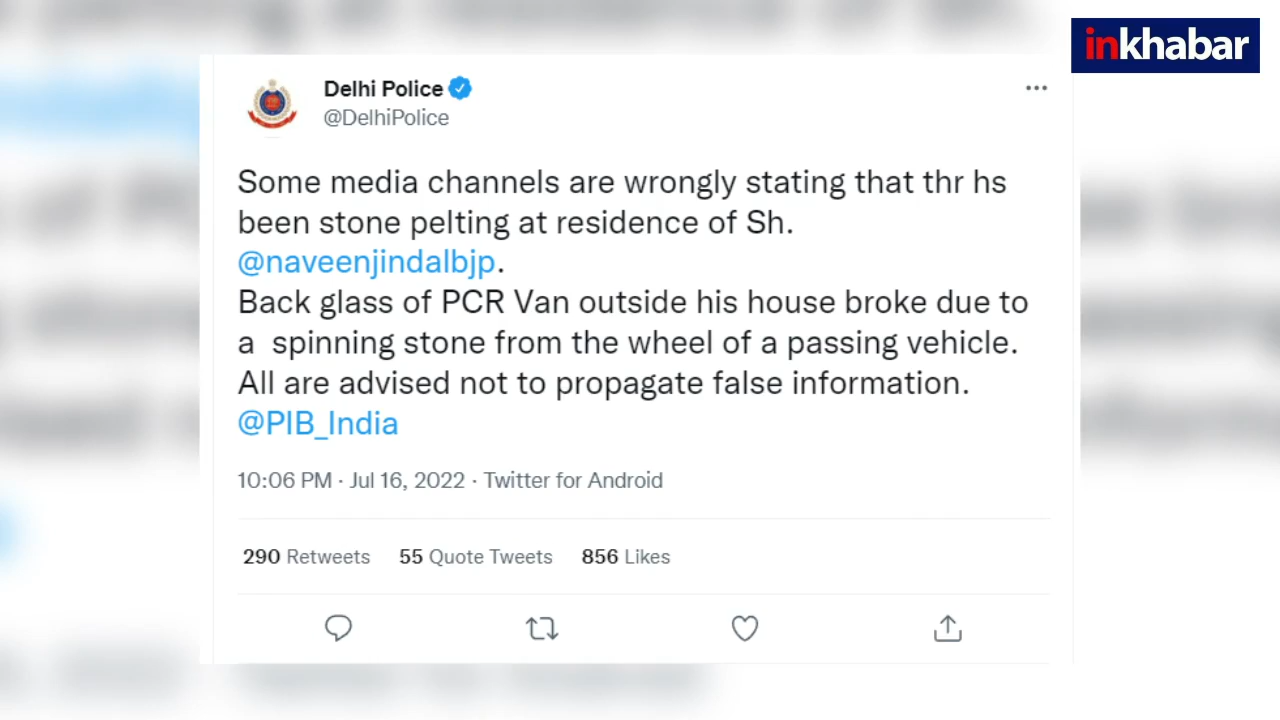 inkhabar
Delhi Police
@DelhiPolice
Some media channels are wrongly stating that thr hs
been stone pelting at residence of Sh.
@naveenjindalbjp.
Back glass of PCR Van outside his house broke due to
a  spinning stone from the wheel of a passing vehicle.
All are advised not to propagate false information.
@PIB_India
10:06 PM · Jul 16, 2022 · Twitter for Android
290 Retweets 55 Quote Tweets 856 Likes